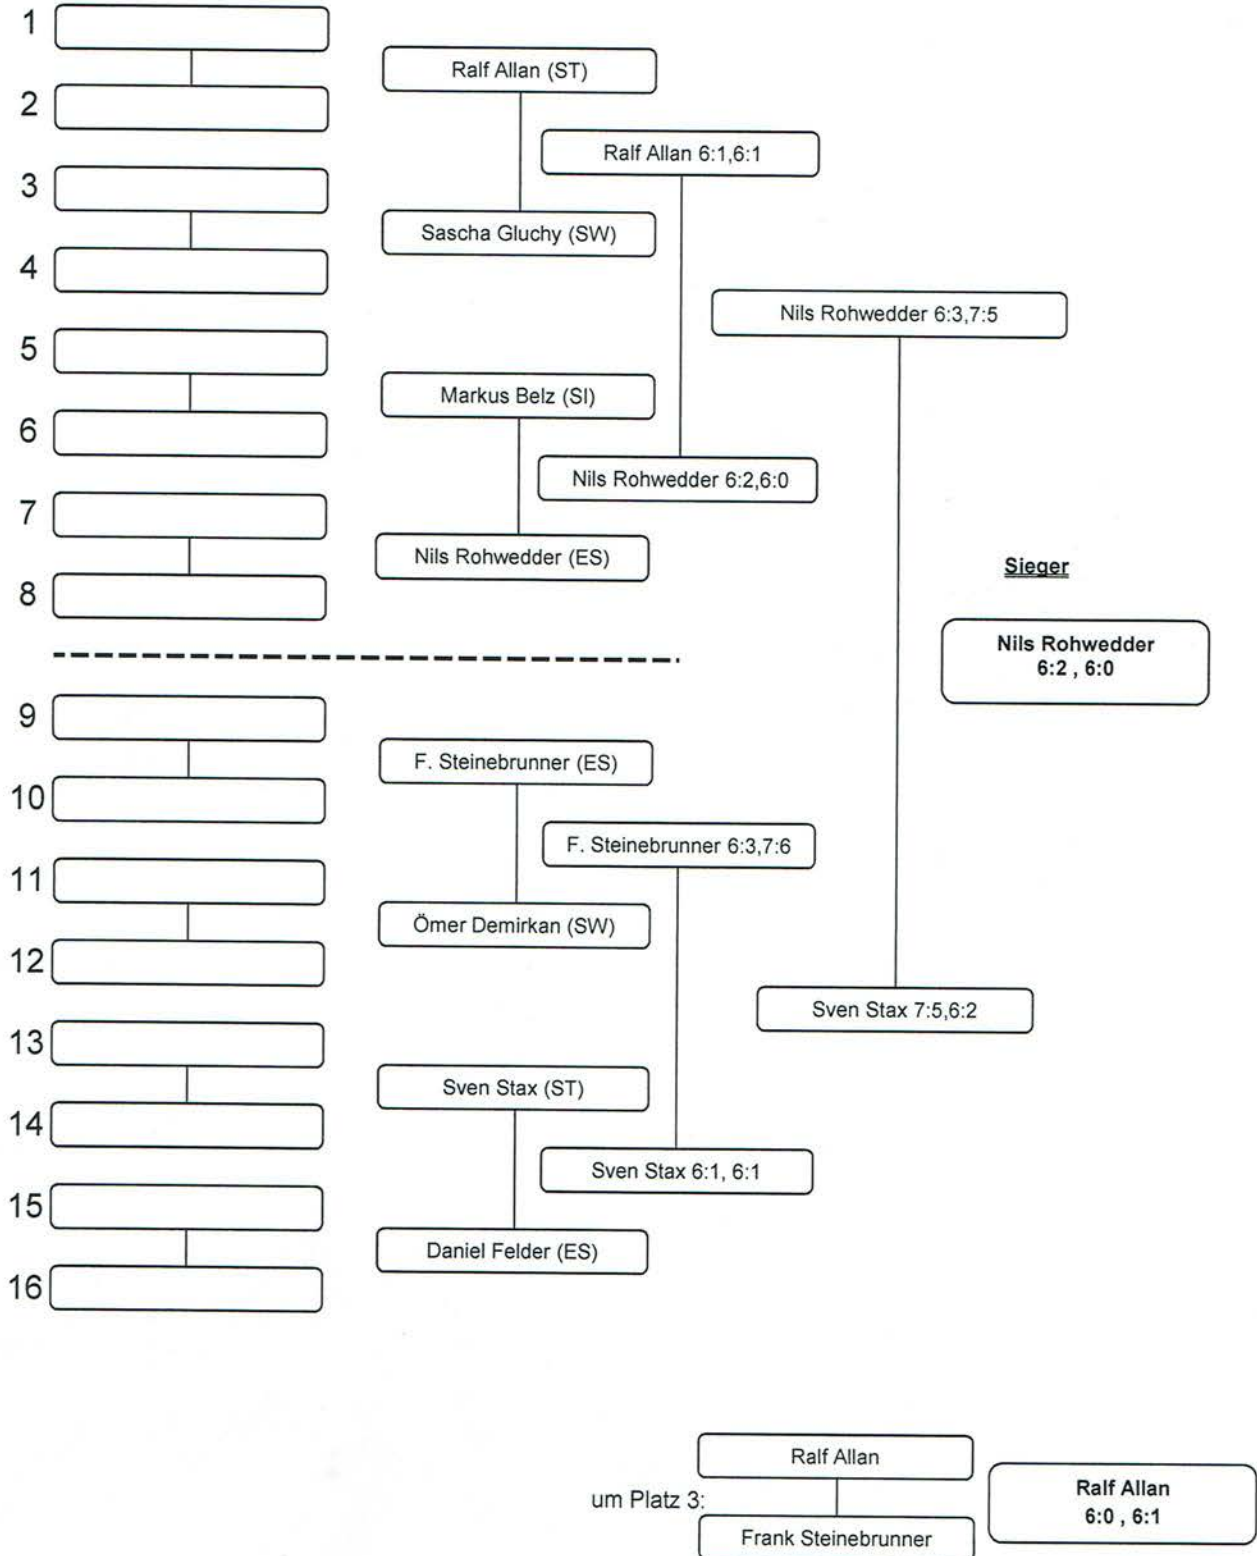 1
Ralf Allan (ST)
2
Ralf Allan 6:1,6:1
3
Sascha Gluchy (SW)
4
Nils Rohwedder 6:3,7:5
5
Markus Belz (SI)
6
Nils Rohwedder 6:2,6:0
7
Nils Rohwedder (ES)
8
Sieger
Nils Rohwedder
6:2 , 6:0
9
F. Steinebrunner (ES)
10
F. Steinebrunner 6:3,7:6
11
Ömer Demirkan (SW)
12
Sven Stax 7:5,6:2
13
Sven Stax (ST)
14
Sven Stax 6:1, 6:1
15
Daniel Felder (ES)
16
um Platz 3:
Ralf Allan
Frank Steinebrunner
Ralf Allan
6:0 , 6:1